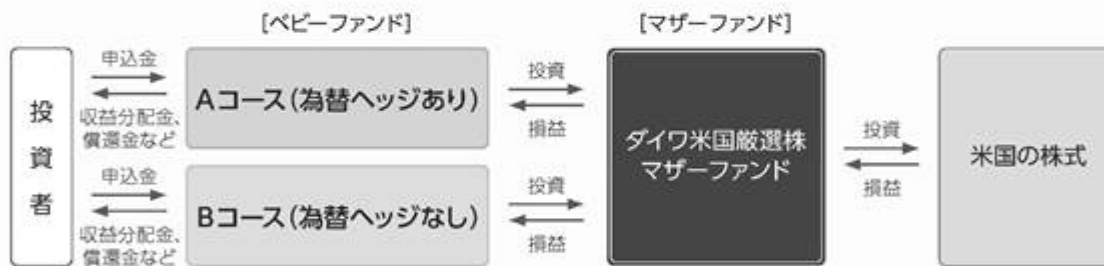 [ベビーファンド]
[マザーファンド]
投資者
申込金
収益分配金、
償還金など
Aコース(為替ヘッジあり)
投資
損益
申込金
収益分配金、
償還金など
Bコース(為替ヘッジなし)
投資
損益
ダイワ米国厳選株
マザーファンド
投資
損益
米国の株式